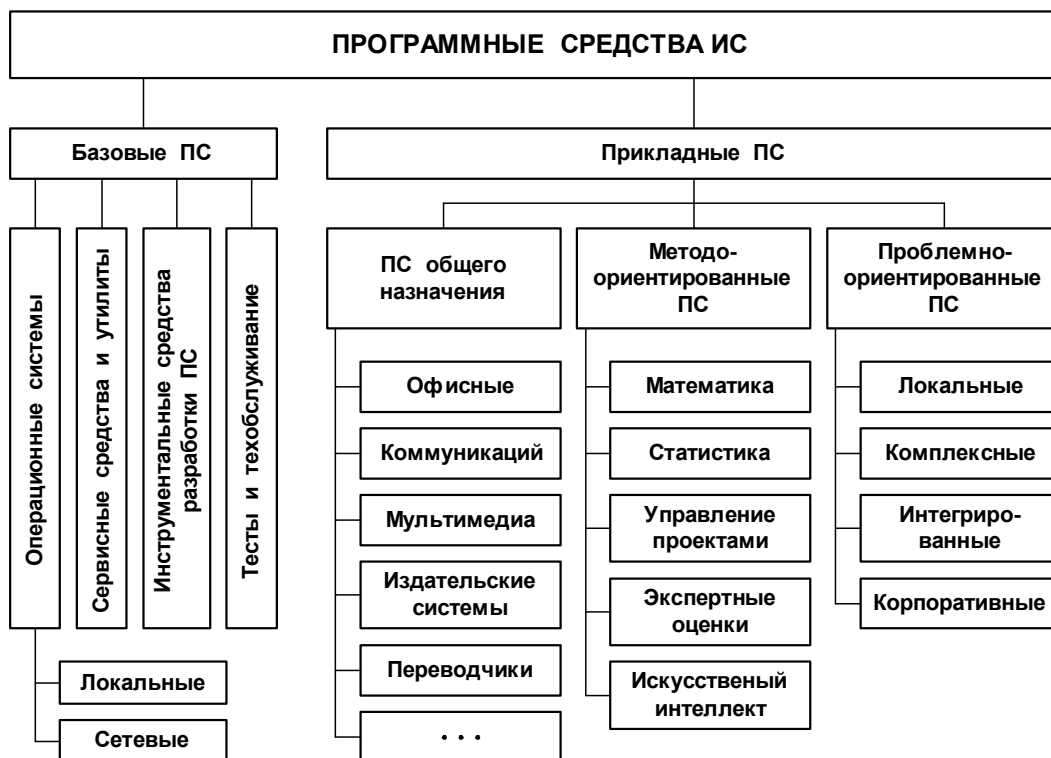 ПРОГРАММНЫЕ СРЕДСТВА ИС
Базовые ПС
Прикладные ПС
Операционные системы
Сервисные средства и утилиты
Инструментальные средства
разработки ПС
Тесты и техобслуживание
Локальные
Сетевые
ПС общего
назначения
Офисные
Коммуникаций
Мультимедиа
Издательские
системы
Переводчики
. . .
Методо-
ориентированные
ПС
Математика
Статистика
Управление
проектами
Экспертные
оценки
Искусственый
интеллект
Проблемно-
ориентированные
ПС
Локальные
Комплексные
Интегриро-
ванные
Корпоративные